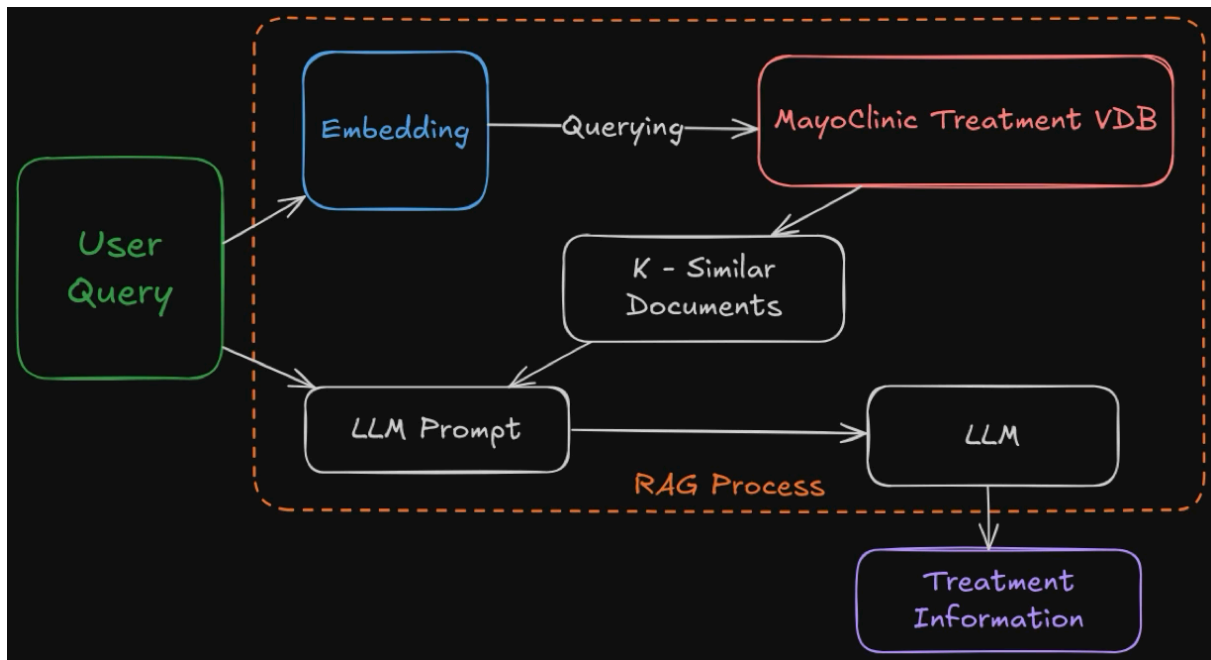 Embedding
Querying
MayoClinic Treatment VDB
User
Query
K - Similar
Documents
LLM Prompt
LLM
RAG Process
Treatment
Information